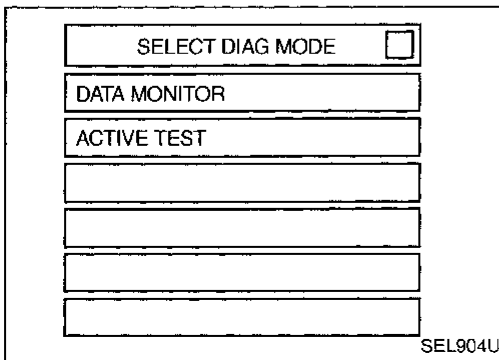 SELECT DIAG MODE
DATA MONITOR
ACTIVE TEST
SEL904U